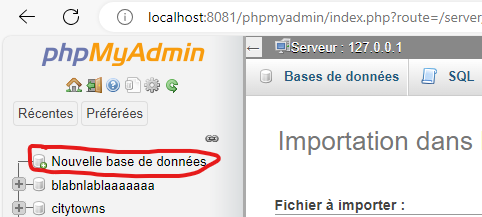 localhost:8081/phpmyadmin/index.php?route=/server
phpMyAdmin
Serveur : 127.0.0.1
Bases de données
SQL
Récentes
Préférées
Importation dans
Nouvelle base de données
blabnlablaaaaaaa
citytowns
Fichier à importer :